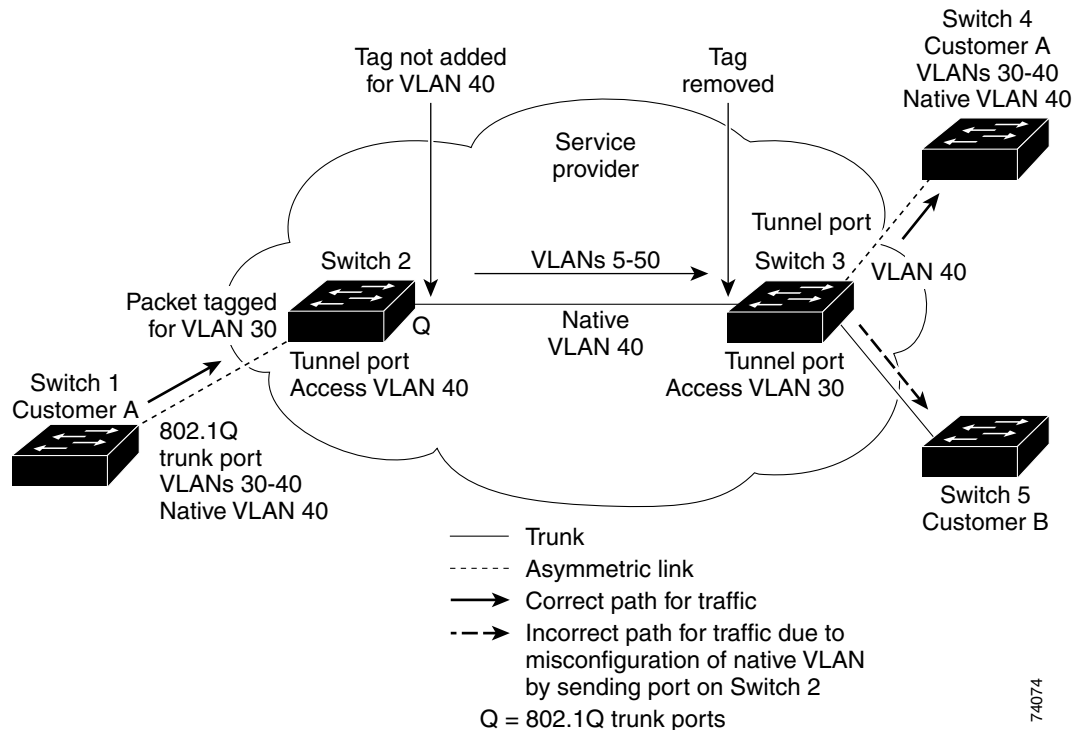 Tag not added
for VLAN 40
Tag
removed
Switch 4
Customer A
VLANs 30-40
Native VLAN 40
Service
provider
Tunnel port
Switch 2
VLANs 5-50
Switch 3
VLAN 40
Packet tagged
for VLAN 30
Q
Native
VLAN 40
Tunnel port
Access VLAN 40
Tunnel port
Access VLAN 30
Switch 1
Customer A
802.1Q
trunk port
VLANs 30-40
Native VLAN 40
Switch 5
Customer B
Trunk
Asymmetric link
Correct path for traffic
Incorrect path for traffic due to
misconfiguration of native VLAN
by sending port on Switch 2
Q = 802.1Q trunk ports
74074